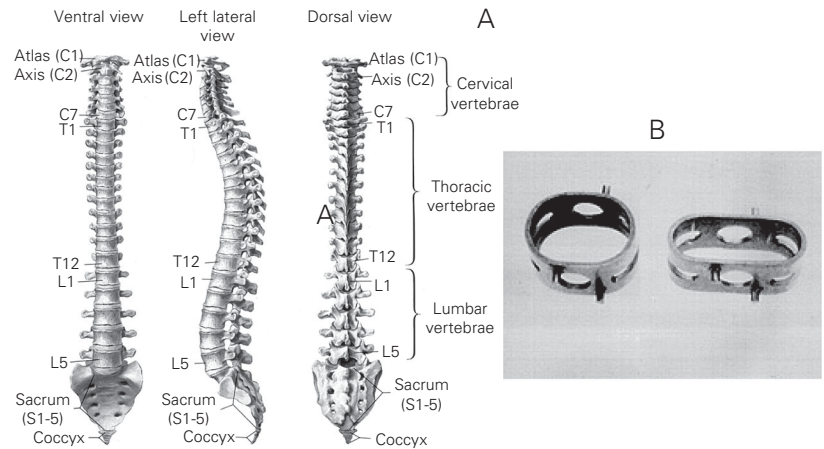 Ventral view
Left lateral
view
Dorsal view
A
Atlas (C1)
Axis (C2)
C7
T1
T12
L1
L5
Sacrum
(S1-5)
Coccyx
Atlas (C1)
Axis (C2)
C7
T1
T12
L1
L5
Sacrum
(S1-5)
Coccyx
Atlas (C1)
Axis (C2)
C7
T1
A
T12
L1
L5
Sacrum
(S1-5)
Coccyx
Cervical
vertebrae
Thoracic
vertebrae
Lumbar
vertebrae
B